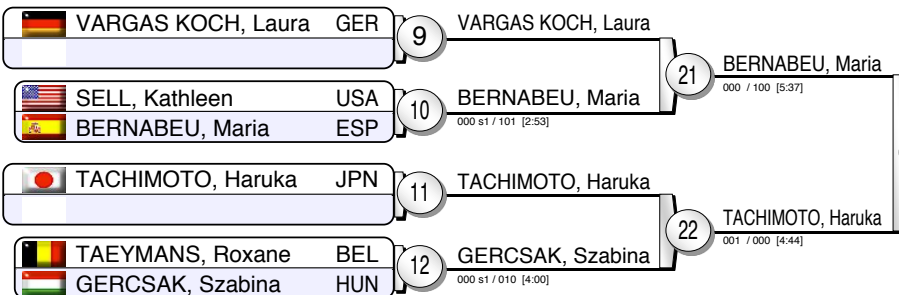 VARGAS KOCH, Laura GER
9
VARGAS KOCH, Laura
SELL, Kathleen USA
BERNABEU, Maria ESP
10
BERNABEU, Maria
000 s1 / 101 [2:53]
21
BERNABEU, Maria
000 / 100 [5:37]
TACHIMOTO, Haruka JPN
11
TACHIMOTO, Haruka
TAEYMANS, Roxane BEL
GERCSAK, Szabina HUN
12
GERCSAK, Szabina
000 s1 / 010 [4:00]
22
TACHIMOTO, Haruka
001 / 000 [4:44]